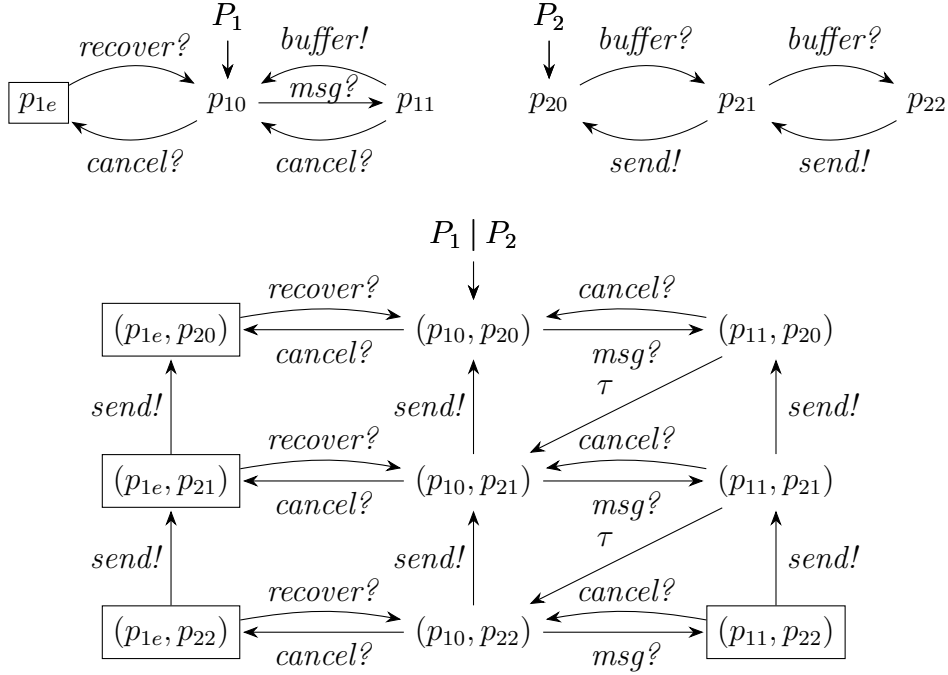 P₁ P₂
recover? buffer! buffer? buffer?
msg?
p₁ₑ p₁₀ p₁₁ p₂₀ p₂₁ p₂₂
cancel? cancel? send! send!
P₁ | P₂
recover? cancel?
(p₁ₑ, p₂₀) (p₁₀, p₂₀) (p₁₁, p₂₀)
cancel? msg?
τ
send! send! send!
recover? cancel?
(p₁ₑ, p₂₁) (p₁₀, p₂₁) (p₁₁, p₂₁)
cancel? msg?
τ
send! send! send!
recover? cancel?
(p₁ₑ, p₂₂) (p₁₀, p₂₂) (p₁₁, p₂₂)
cancel? msg?